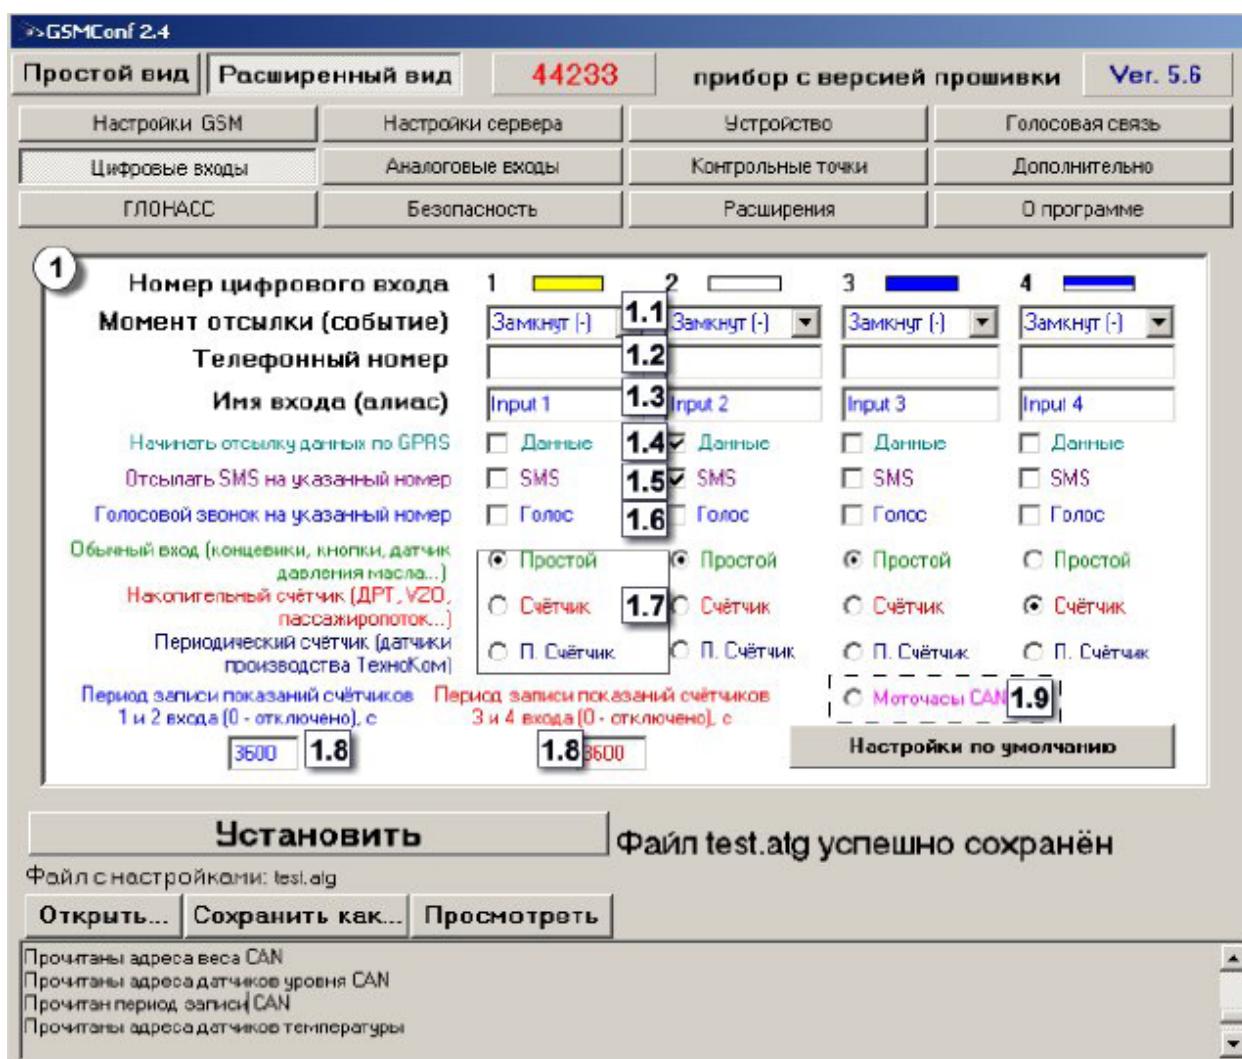 GSMConf 2.4
Простой вид Расширенный вид 44233 прибор с версией прошивки Ver. 5.6
Настройки GSM Настройки сервера Устройство Голосовая связь
Цифровые входы Аналоговые входы Контрольные точки Дополнительно
ГЛОНАСС Безопасность Расширения О программе
1
Номер цифрового входа 1 2 3 4
Момент отсылки (событие) Замкнут (-) 1.1 Замкнут (-) Замкнут (-) Замкнут (-)
Телефонный номер 1.2
Имя входа (алиас) Input 1 1.3 Input 2 Input 3 Input 4
Начинать отсылку данных по GPRS Данные 1.4 Данные Данные Данные
Отсылать SMS на указанный номер SMS 1.5 SMS SMS SMS
Голосовой звонок на указанный номер Голос 1.6 Голос Голос Голос
Обычный вход (концевики, кнопки, датчик
давления масла...) Простой Простой Простой Простой
Накопительный счётчик (ДРТ, VZO,
пассажиропоток...) Счётчик 1.7 Счётчик Счётчик Счётчик
Периодический счётчик (датчики
производства ТехноКом) П. Счётчик П. Счётчик П. Счётчик П. Счётчик
Период записи показаний счётчиков Период записи показаний счётчиков
1 и 2 входа (0 - отключено), с 3 и 4 входа (0 - отключено), с
Моточасы CAN 1.9
3600 1.8 1.8 3600 Настройки по умолчанию
Установить Файл test.atg успешно сохранён
Файл с настройками: test.atg
Открыть... Сохранить как... Просмотреть
Прочитаны адреса веса CAN
Прочитаны адреса датчиков уровня CAN
Прочитан период записи CAN
Прочитаны адреса датчиков температуры